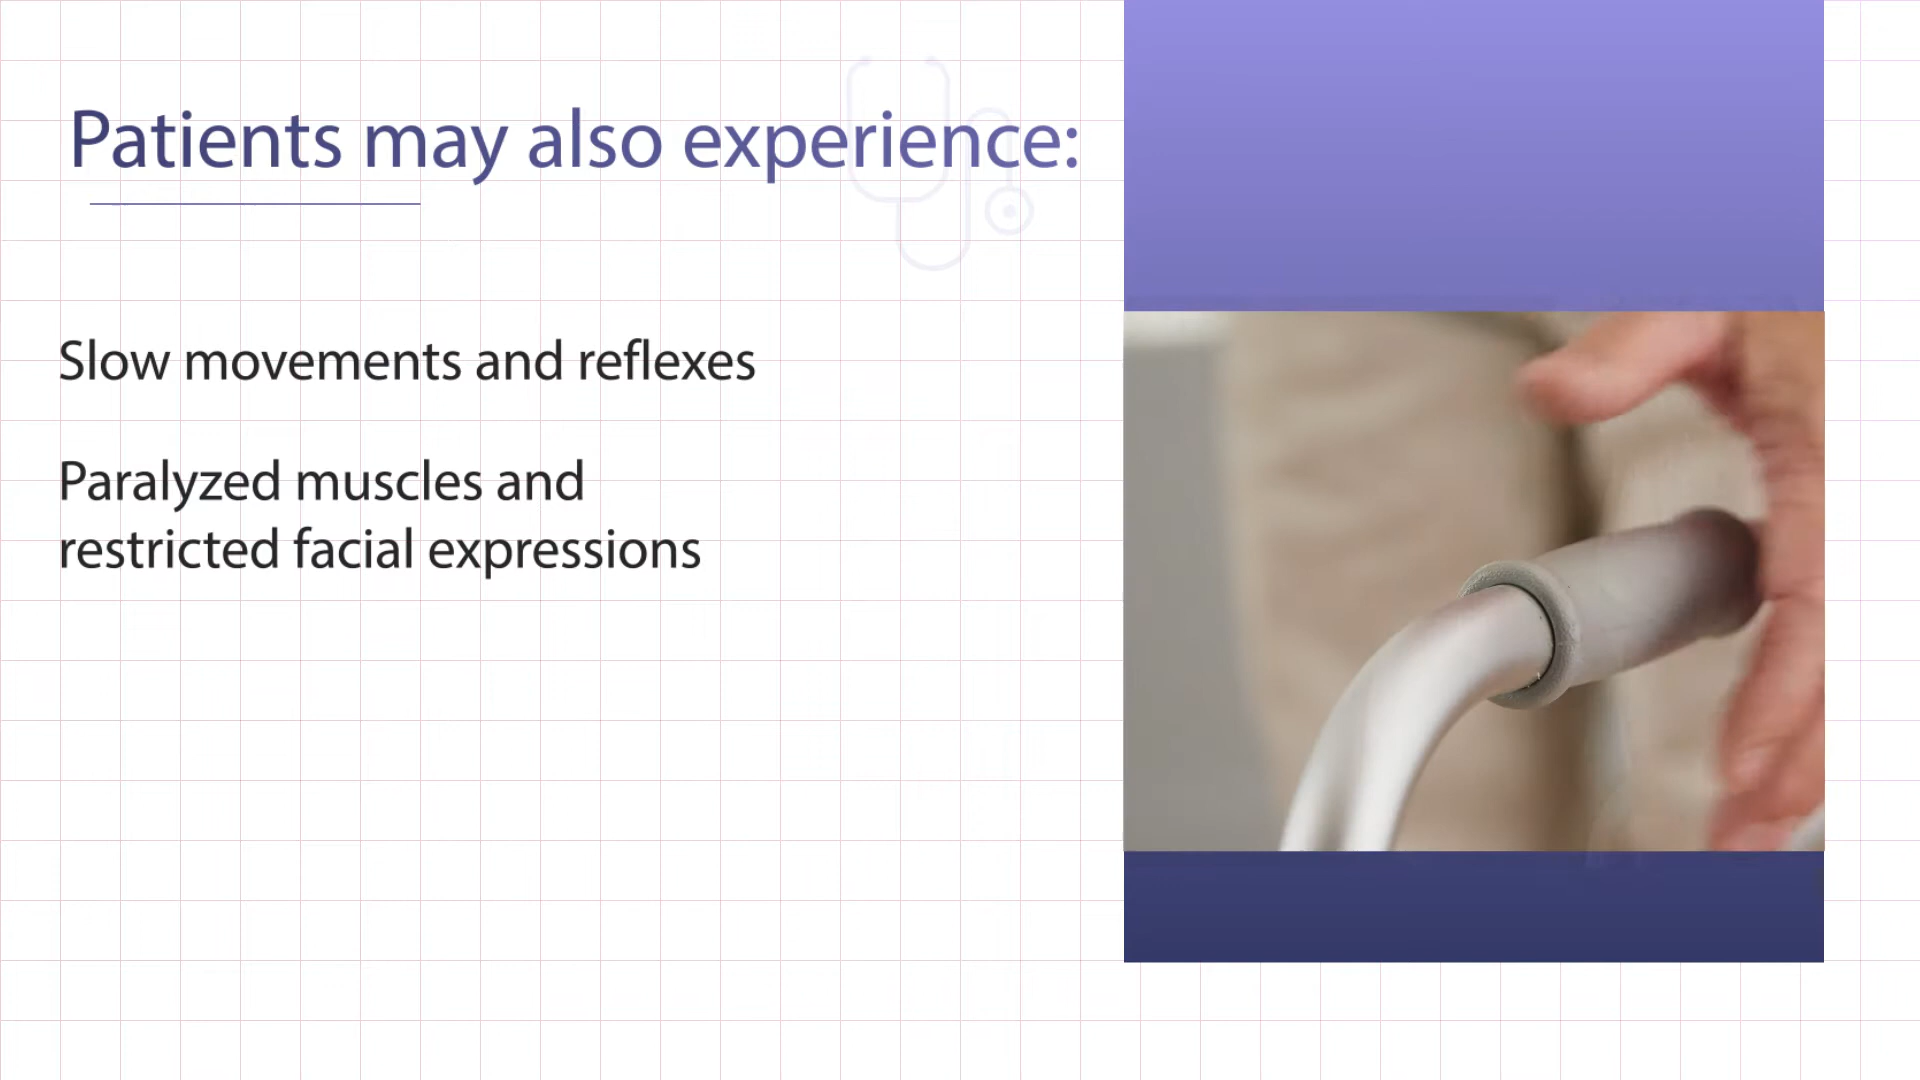 Patients may also experience:
Slow movements and reflexes
Paralyzed muscles and
restricted facial expressions